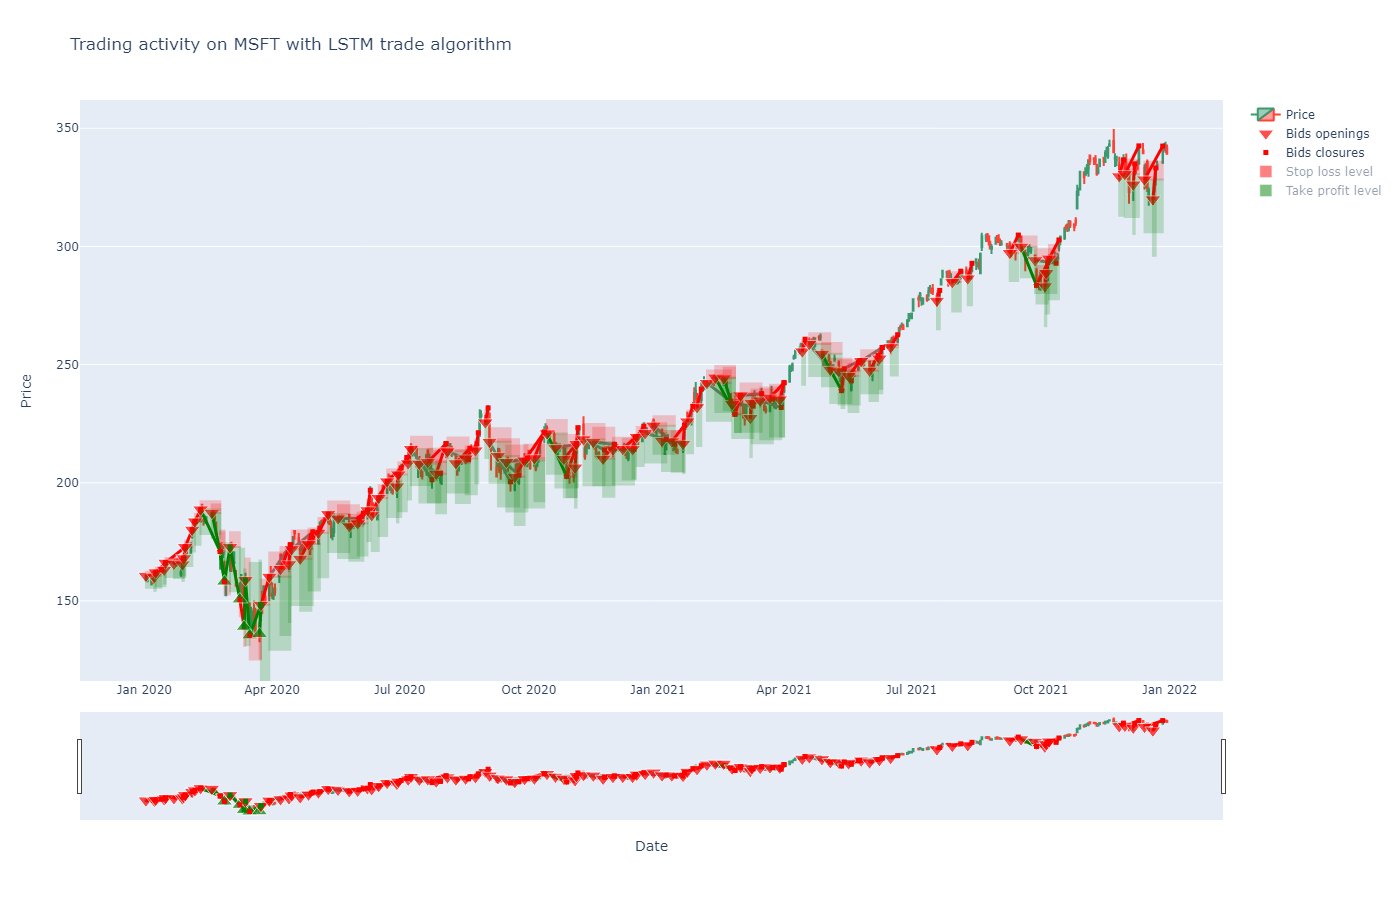 Trading activity on MSFT with LSTM trade algorithm
Price
Bids openings
Bids closures
Stop loss level
Take profit level
350
300
250
200
150
Price
Jan 2020
Apr 2020
Jul 2020
Oct 2020
Jan 2021
Apr 2021
Jul 2021
Oct 2021
Jan 2022
Date